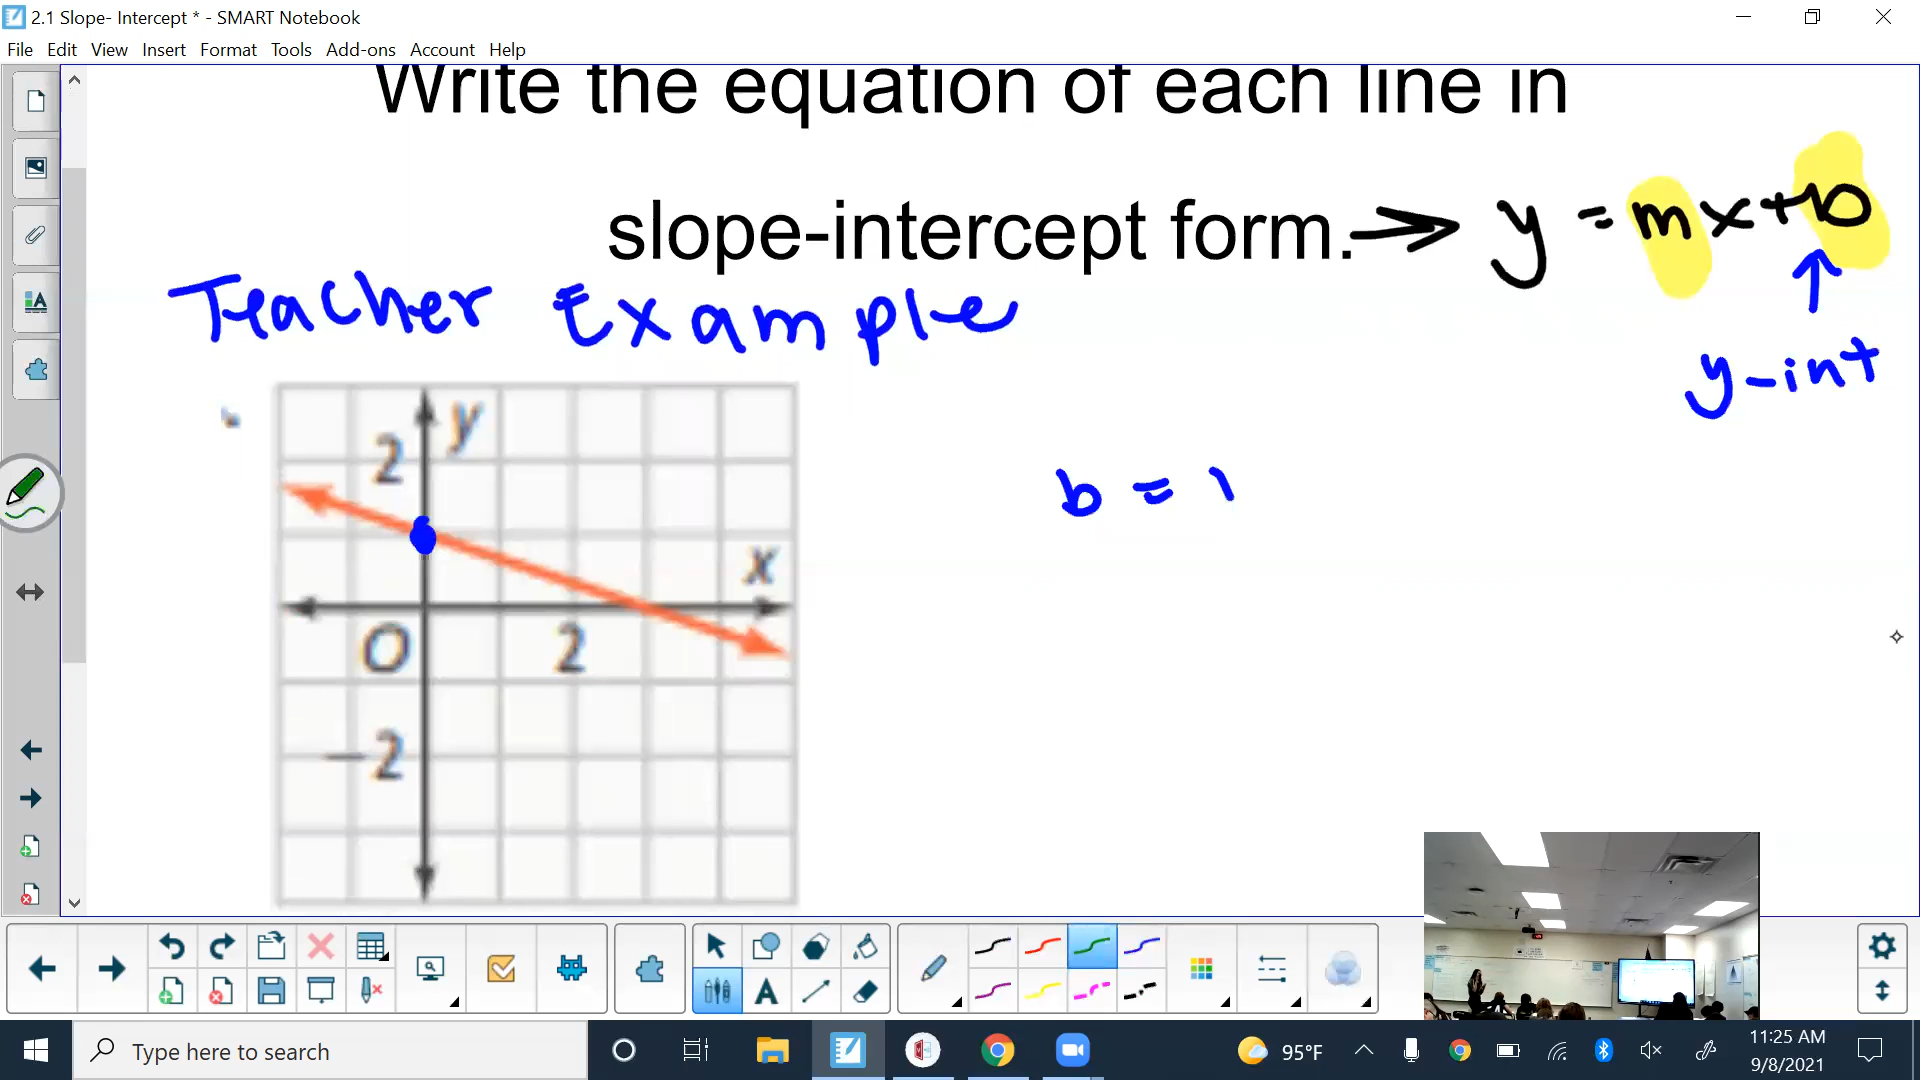 2.1 Slope- Intercept * - SMART Notebook
File Edit View Insert Format Tools Add-ons Account Help
Write the equation of each line in
slope-intercept form. → y = mx+b
Teacher Example
y-int
y
2
b = 1
x
O
2
-2
A
A
Type here to search
95°F
11:25 AM
9/8/2021